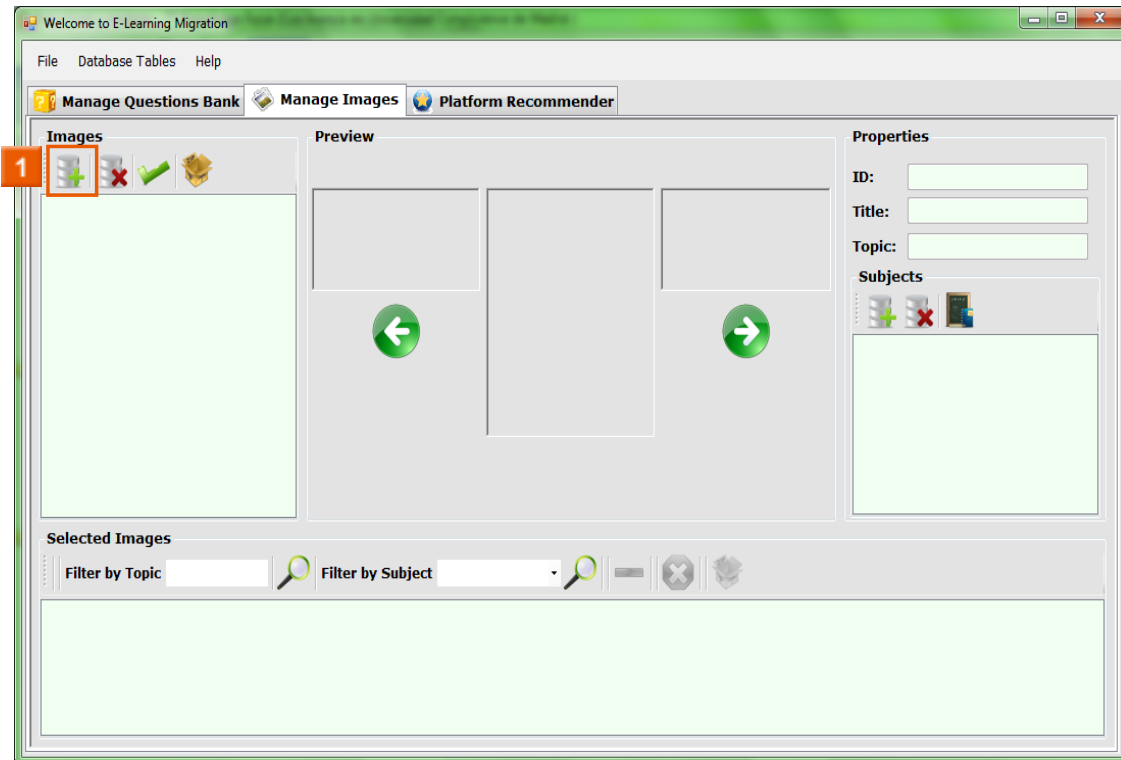 Welcome to E-Learning Migration
File Database Tables Help
Manage Questions Bank Manage Images Platform Recommender
Images Preview Properties
1
ID:
Title:
Topic:
Subjects
Selected Images
Filter by Topic Filter by Subject